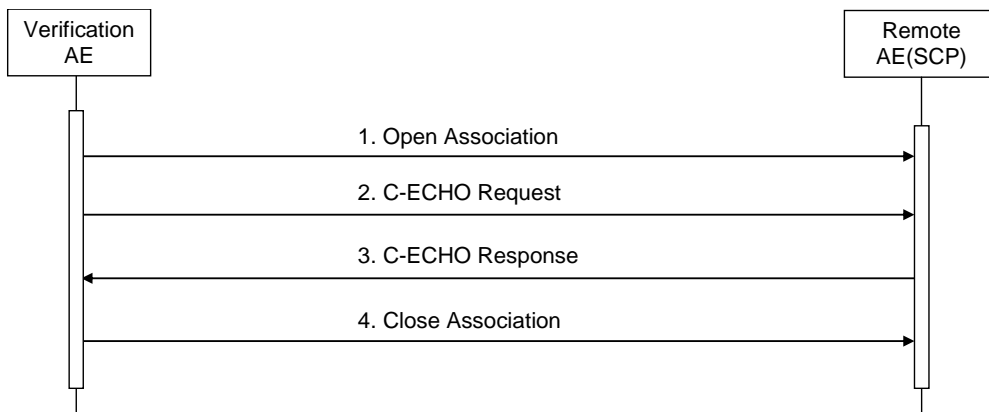 Verification
AE
Remote
AE(SCP)
1. Open Association
2. C-ECHO Request
3. C-ECHO Response
4. Close Association